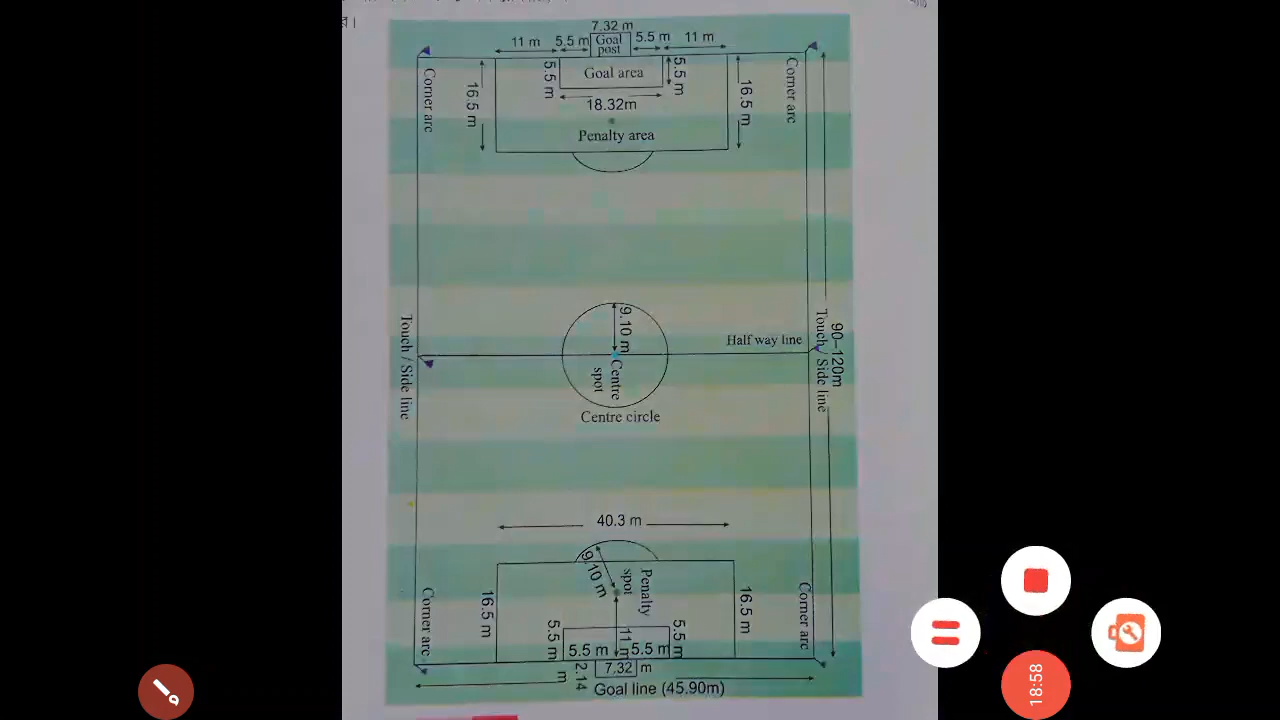 রে।
7.32 m
11 m 5.5 m Goal post 5.5 m 11 m
Corner arc
16.5 m
5.5 m
Goal area
5.5 m
16.5 m
Corner arc
18.32m
Penalty area
Touch / Side line
9.10 m
Half way line
Centre spot
Centre circle
Touch / Side line
90–120m
40.3 m
9.10 m
Penalty spot
Corner arc
16.5 m
5.5 m
11 m
5.5 m
16.5 m
Corner arc
5.5 m 5.5 m
2.14 m
7.32 m
Goal line (45.90m)
18:58